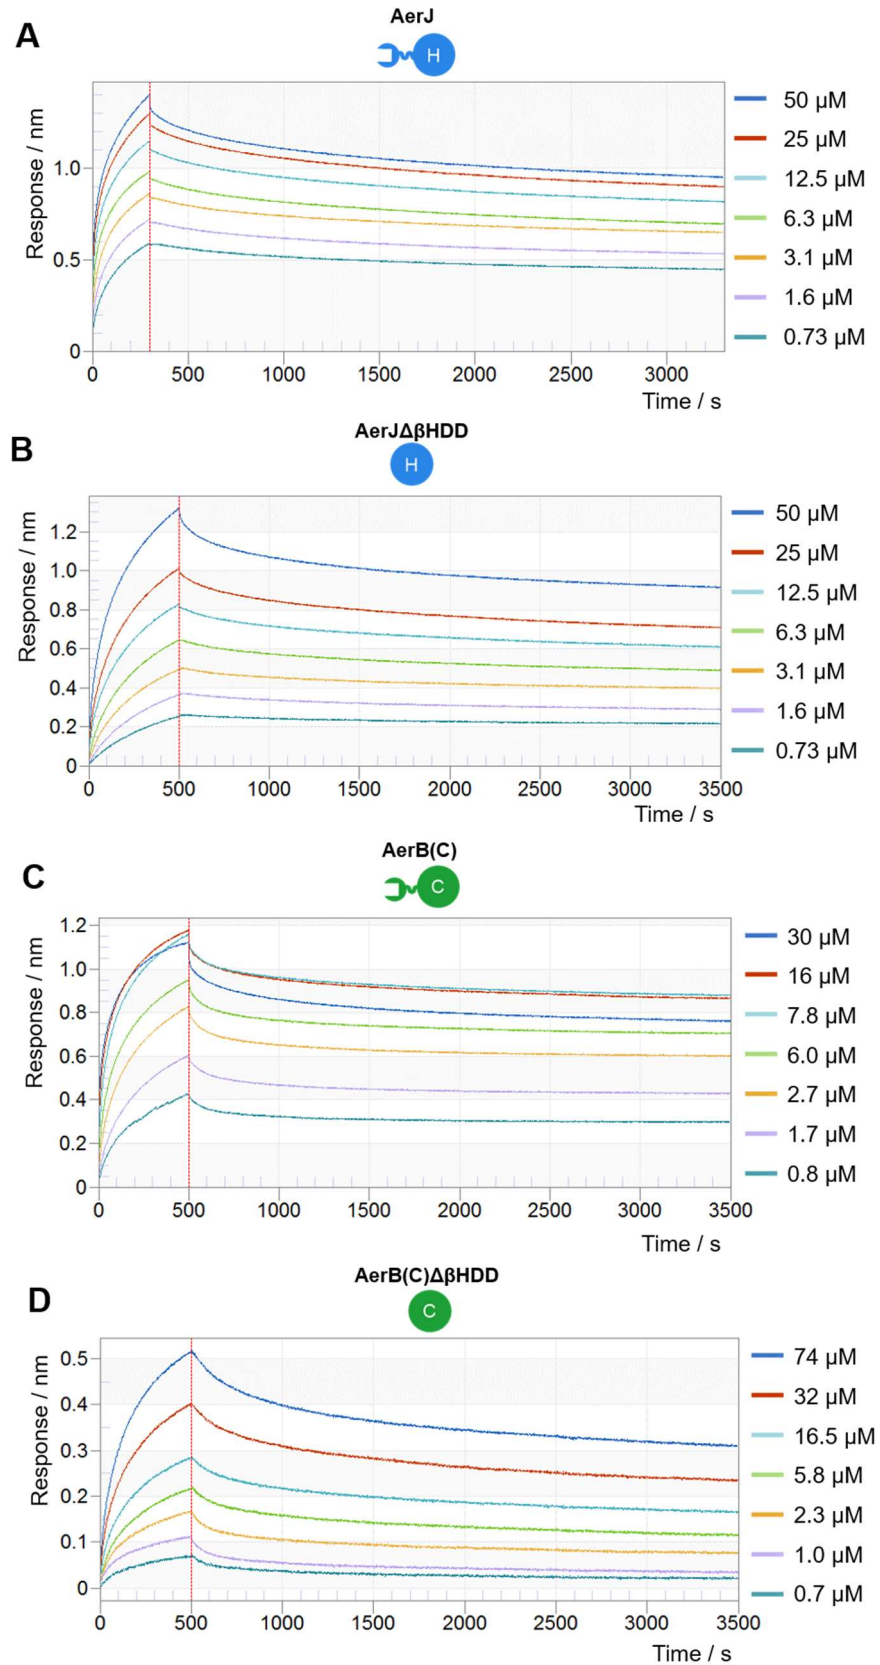 A
AerJ
H
Response / nm
1.0
0.5
0
0 500 1000 1500 2000 2500 3000
Time / s
50 µM
25 µM
12.5 µM
6.3 µM
3.1 µM
1.6 µM
0.73 µM
B
AerJΔβHDD
H
Response / nm
1.2
1.0
0.8
0.6
0.4
0.2
0
0 500 1000 1500 2000 2500 3000 3500
Time / s
50 µM
25 µM
12.5 µM
6.3 µM
3.1 µM
1.6 µM
0.73 µM
C
AerB(C)
C
Response / nm
1.2
1.0
0.8
0.6
0.4
0.2
0
0 500 1000 1500 2000 2500 3000 3500
Time / s
30 µM
16 µM
7.8 µM
6.0 µM
2.7 µM
1.7 µM
0.8 µM
D
AerB(C)ΔβHDD
C
Response / nm
0.5
0.4
0.3
0.2
0.1
0
0 500 1000 1500 2000 2500 3000 3500
Time / s
74 µM
32 µM
16.5 µM
5.8 µM
2.3 µM
1.0 µM
0.7 µM